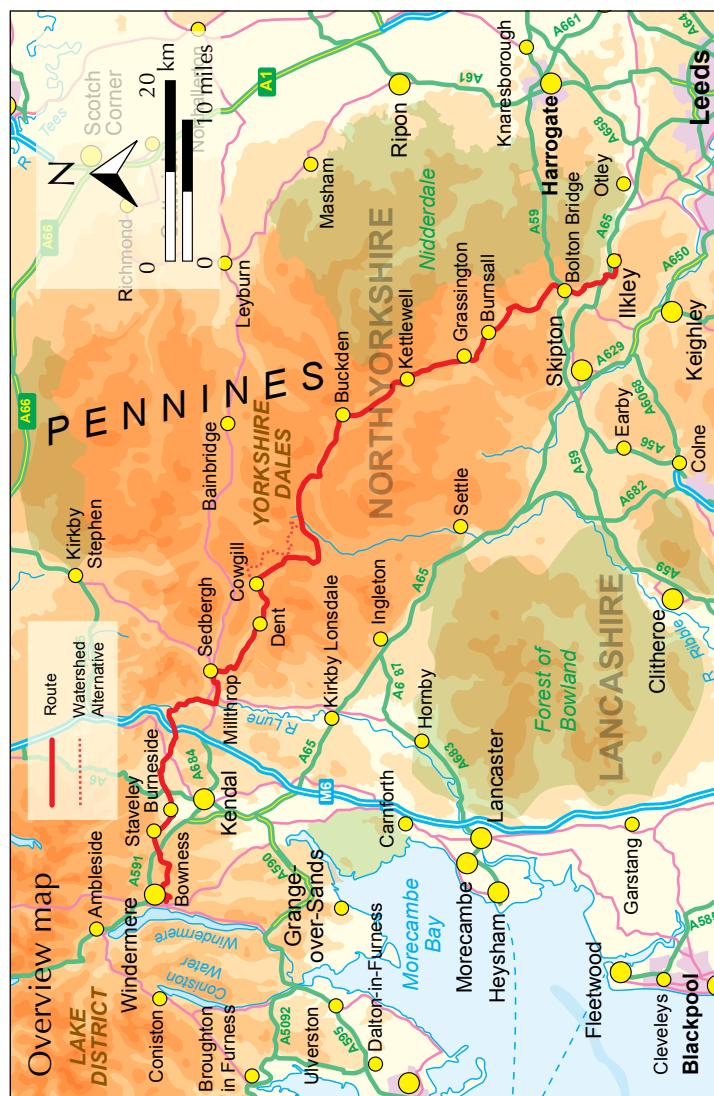 Overview map
Route
Watershed
Alternative
N
0
20
km
0
10 miles
LAKE
DISTRICT
Ambleside
Windermere
Bowness
Staveley
Burneside
Kendal
Coniston
Coniston
Water
Windermere
Broughton
in Furness
Ulverston
Dalton-in-Furness
Grange-
over-Sands
Morecambe
Bay
Morecambe
Heysham
Lancaster
Carnforth
Hornby
Garstang
Fleetwood
Cleveleys
Blackpool
Kirkby
Stephen
Sedbergh
Millthrop
R Lune
Kirkby Lonsdale
Ingleton
Dent
Cowgill
Settle
Forest of
Bowland
LANCASHIRE
Clitheroe
R Ribble
PENNINES
YORKSHIRE
DALES
NORTH YORKSHIRE
Bainbridge
Leyburn
Buckden
Kettlewell
Grassington
Burnsall
Nidderdale
Masham
Ripon
Knaresborough
Harrogate
Bolton Bridge
Otley
Ilkley
Skipton
Earby
Colne
Keighley
Leeds
Richmond
Scotch
Corner
R Tees
A66
A66
A1
A6
A591
A684
A590
A5092
A595
M6
A65
A65
A6 87
A683
A585
A61
A661
A64
A658
A59
A65
A650
A629
A6068
A56
A59
A682
A59